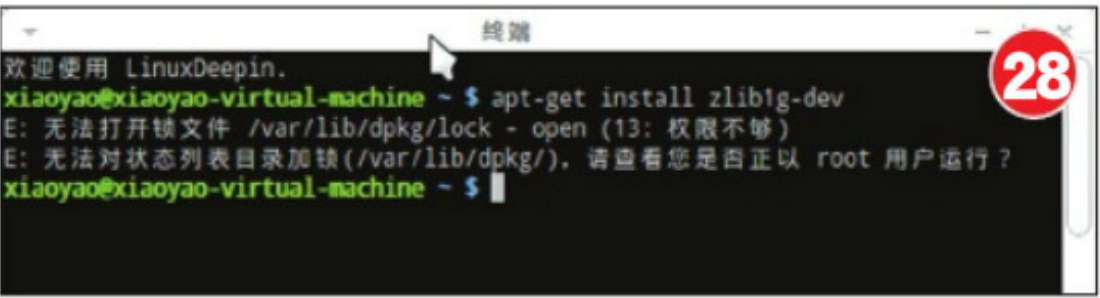 终端
28
欢迎使用 LinuxDeepin.
xiaoyao@xiaoyao-virtual-machine ~ $ apt-get install zlib1g-dev
E: 无法打开锁文件 /var/lib/dpkg/lock - open (13: 权限不够)
E: 无法对状态列表目录加锁(/var/lib/dpkg/)，请查看您是否正以 root 用户运行？
xiaoyao@xiaoyao-virtual-machine ~ $